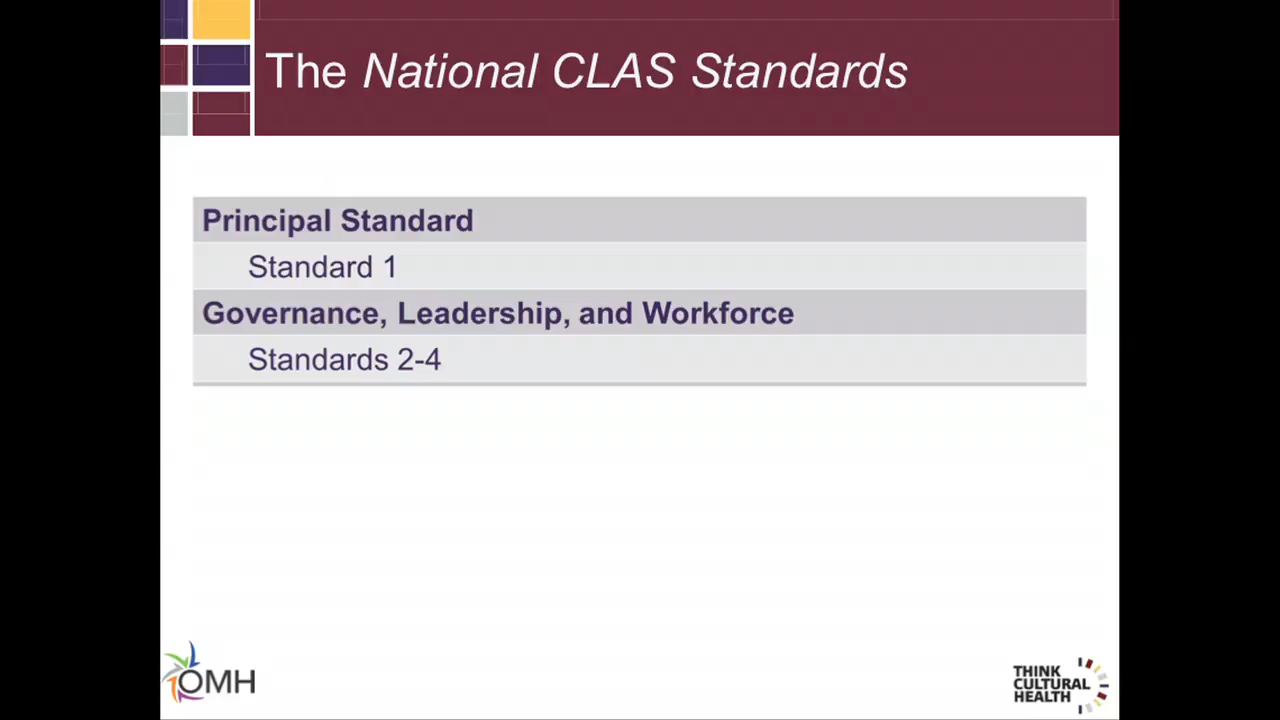 The National CLAS Standards
Principal Standard
Standard 1
Governance, Leadership, and Workforce
Standards 2-4
OMH
THINK
CULTURAL
HEALTH